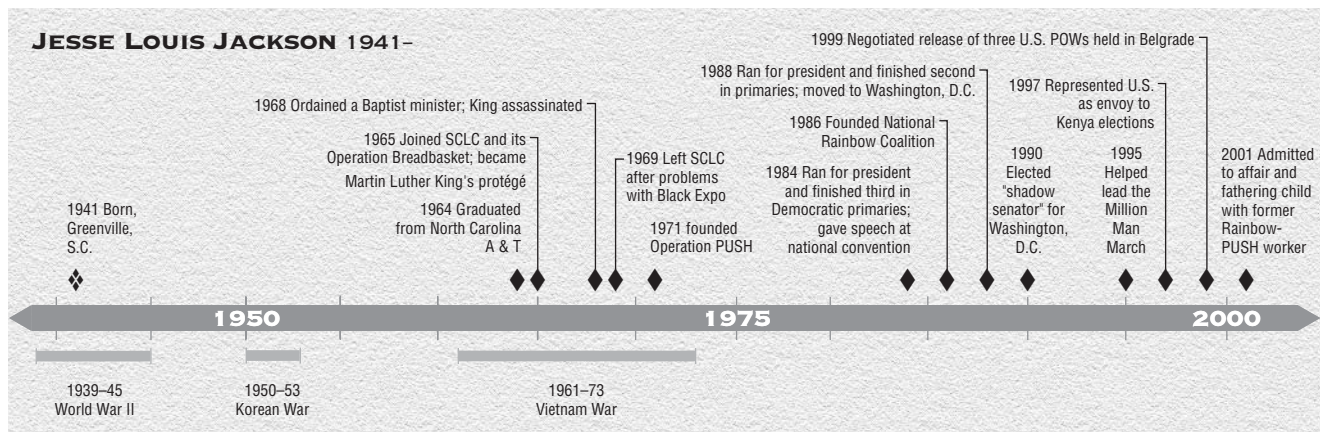 JESSE LOUIS JACKSON 1941–
1999 Negotiated release of three U.S. POWs held in Belgrade
1988 Ran for president and finished second
in primaries; moved to Washington, D.C.
1997 Represented U.S.
as envoy to
Kenya elections
1968 Ordained a Baptist minister; King assassinated
1986 Founded National
Rainbow Coalition
1965 Joined SCLC and its
Operation Breadbasket; became
Martin Luther King's protégé
1969 Left SCLC
after problems
with Black Expo
1984 Ran for president
and finished third in
Democratic primaries;
gave speech at
national convention
1990
Elected
"shadow
senator" for
Washington,
D.C.
1995
Helped
lead the
Million
Man
March
2001 Admitted
to affair and
fathering child
with former
Rainbow-
PUSH worker
1941 Born,
Greenville,
S.C.
1964 Graduated
from North Carolina
A & T
1971 founded
Operation PUSH
1950
1975
2000
1939–45
World War II
1950–53
Korean War
1961–73
Vietnam War